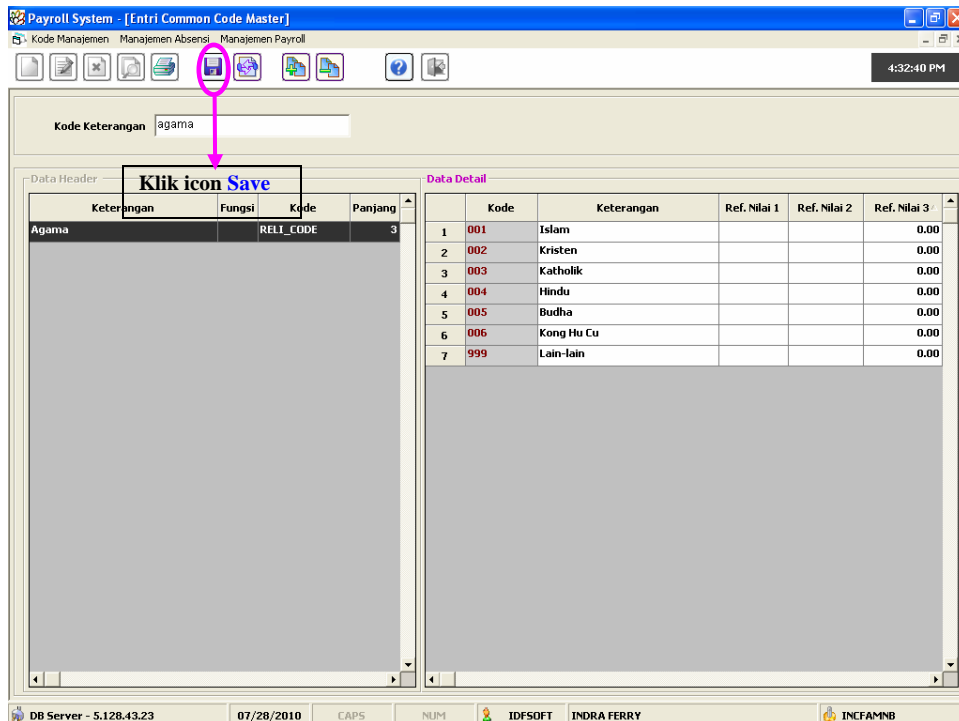 Payroll System - [Entri Common Code Master]
Kode Manajemen Manajemen Absensi Manajemen Payroll
4:32:40 PM
Kode Keterangan agama
Klik icon Save
Data Header
Data Detail
Keterangan Fungsi Kode Panjang
Kode Keterangan Ref. Nilai 1 Ref. Nilai 2 Ref. Nilai 3
Agama RELI_CODE 3
1 001 Islam 0.00
2 002 Kristen 0.00
3 003 Katholik 0.00
4 004 Hindu 0.00
5 005 Budha 0.00
6 006 Kong Hu Cu 0.00
7 999 Lain-lain 0.00
DB Server - 5.128.43.23 07/28/2010 CAPS NUM IDFSOFT INDRA FERRY INCFAMNB